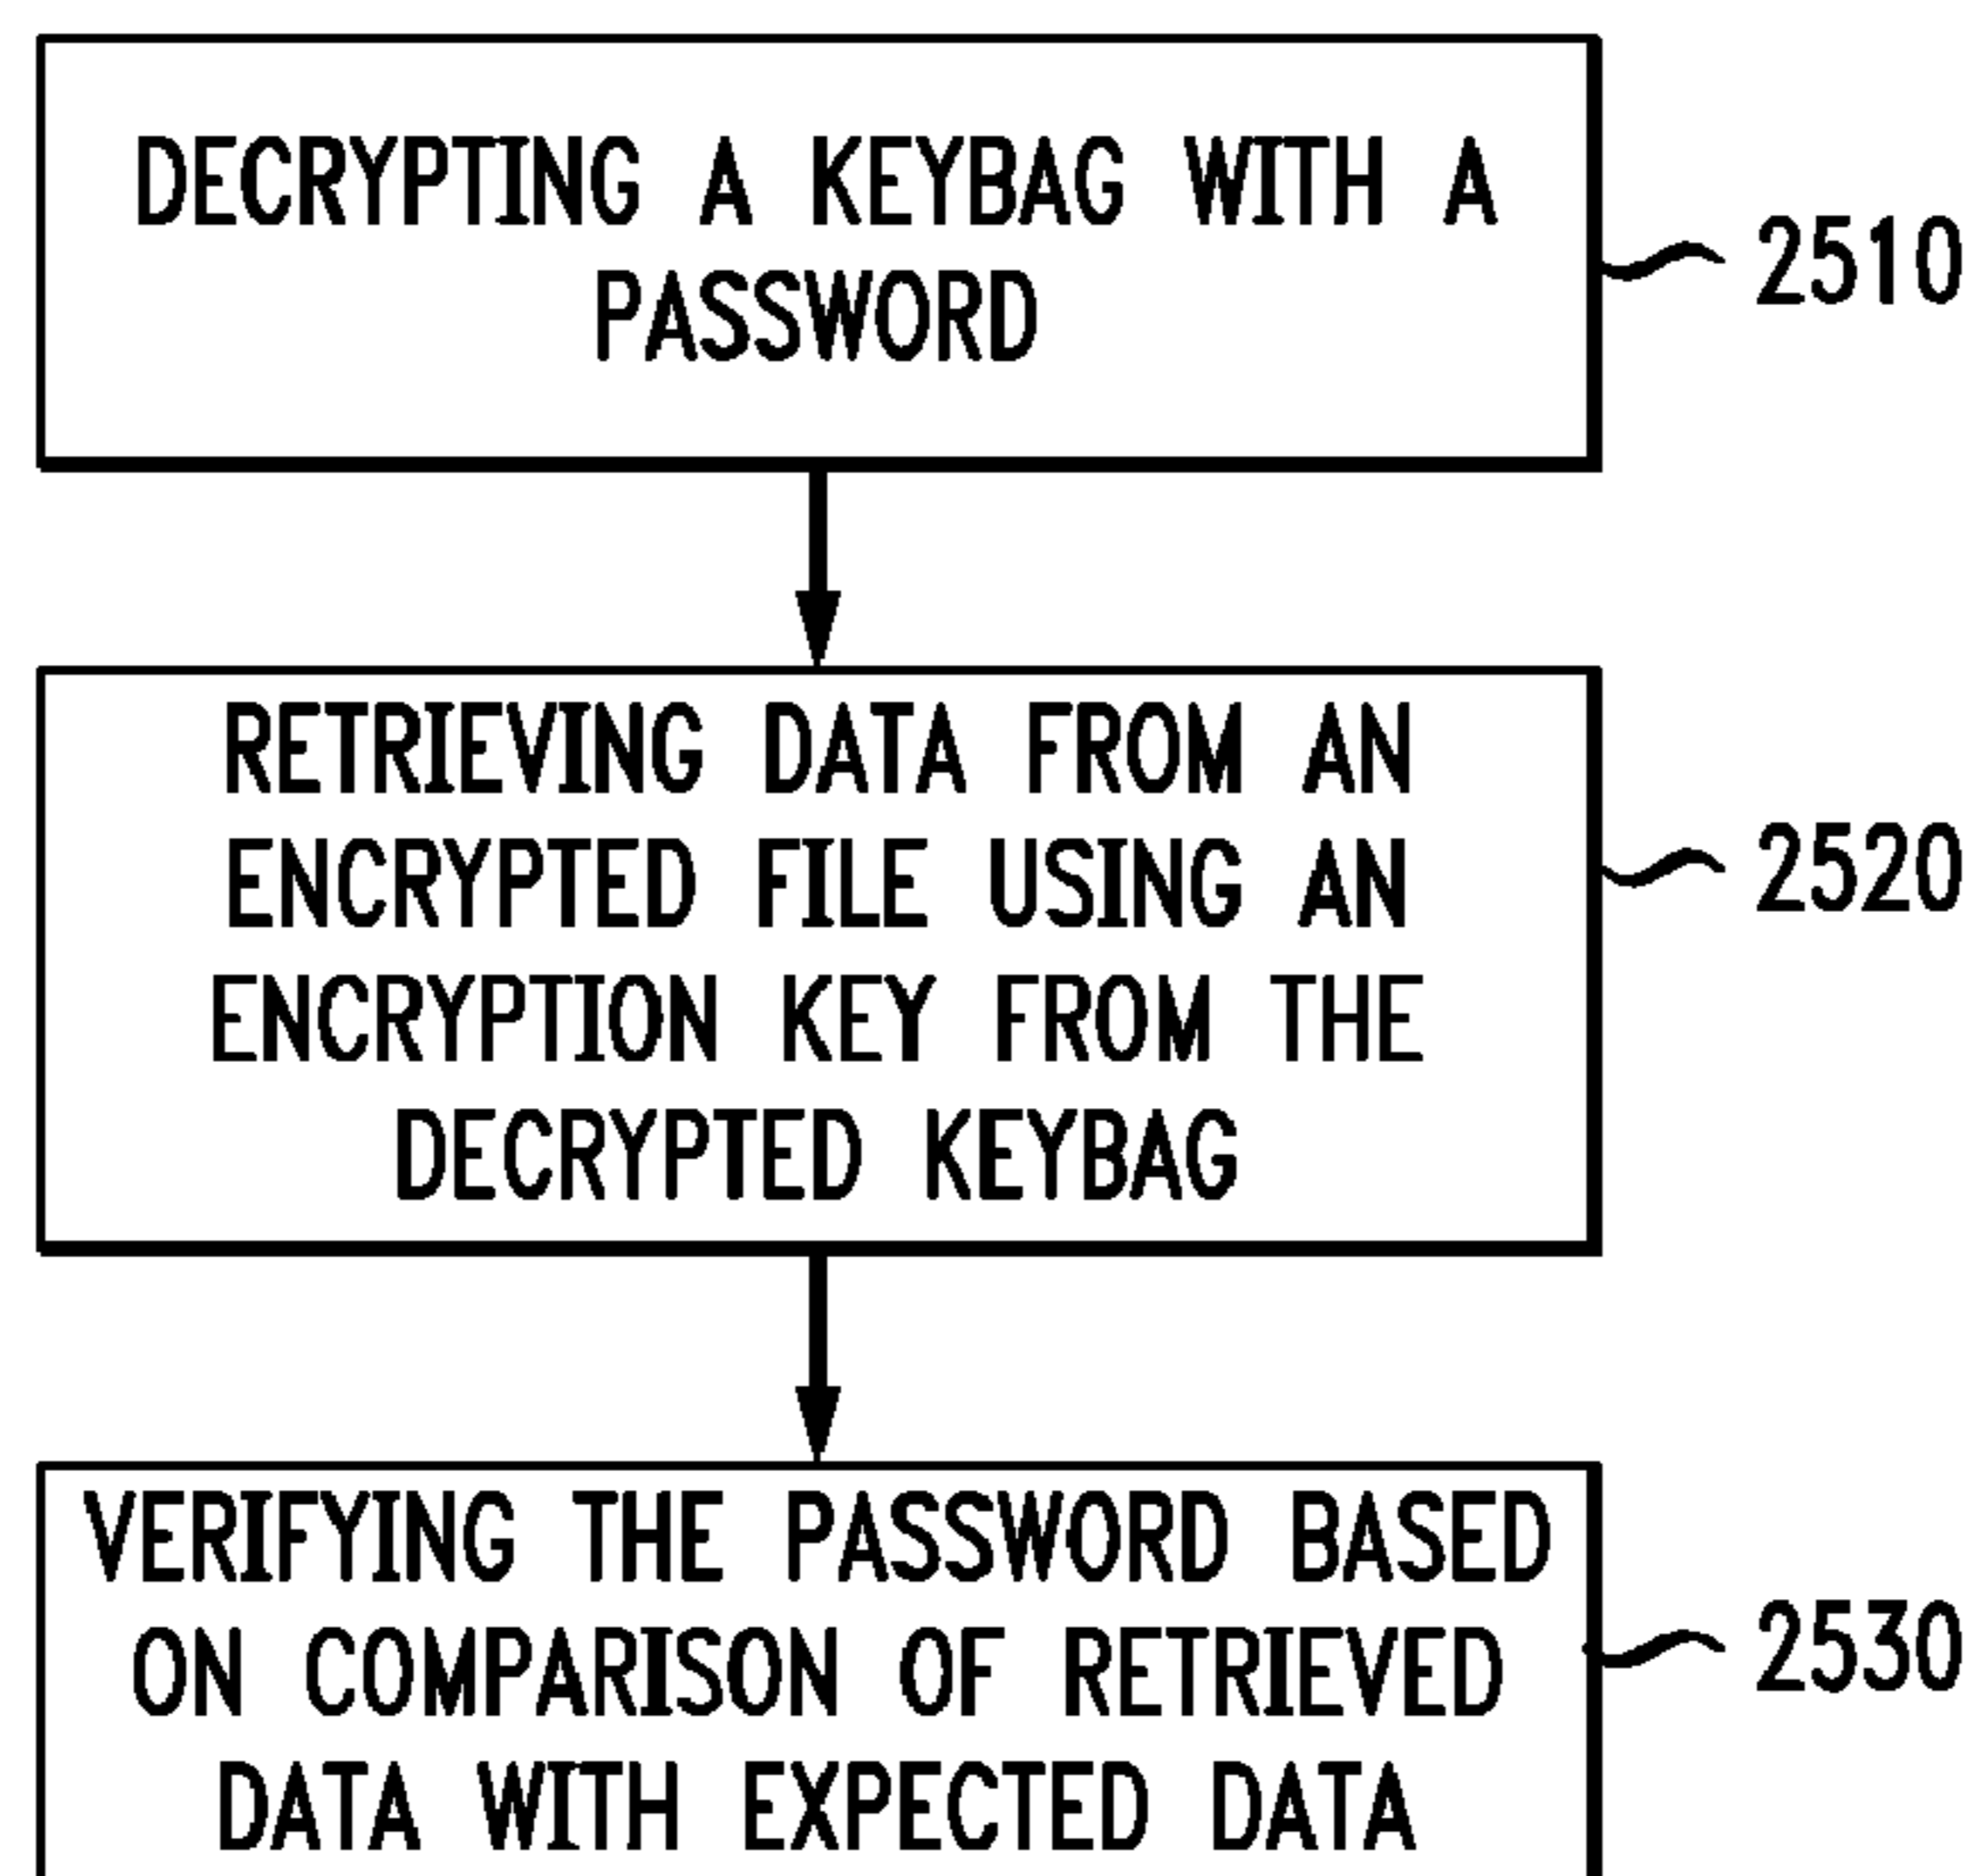 DECRYPTING A KEYBAG WITH A
PASSWORD
2510
RETRIEVING DATA FROM AN
ENCRYPTED FILE USING AN
ENCRYPTION KEY FROM THE
DECRYPTED KEYBAG
2520
VERIFYING THE PASSWORD BASED
ON COMPARISON OF RETRIEVED
DATA WITH EXPECTED DATA
2530